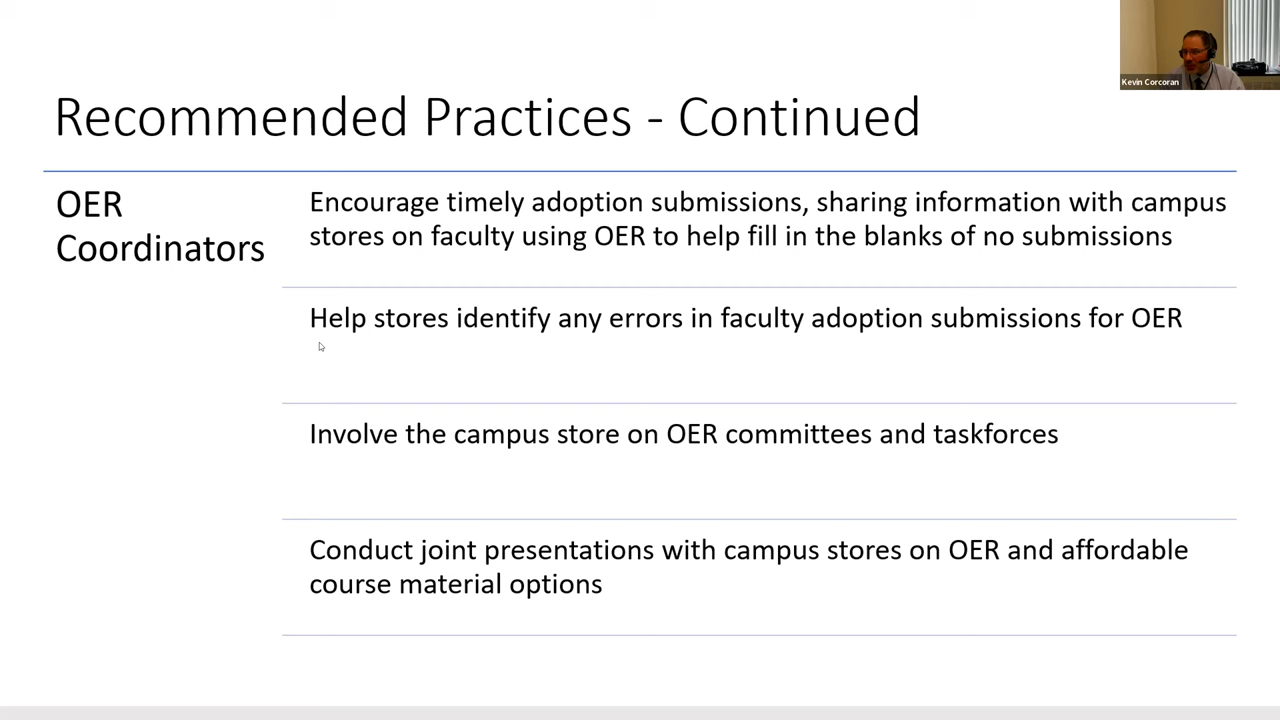 Kevin Corcoran
Recommended Practices - Continued
OER
Coordinators
Encourage timely adoption submissions, sharing information with campus
stores on faculty using OER to help fill in the blanks of no submissions
Help stores identify any errors in faculty adoption submissions for OER
Involve the campus store on OER committees and taskforces
Conduct joint presentations with campus stores on OER and affordable
course material options